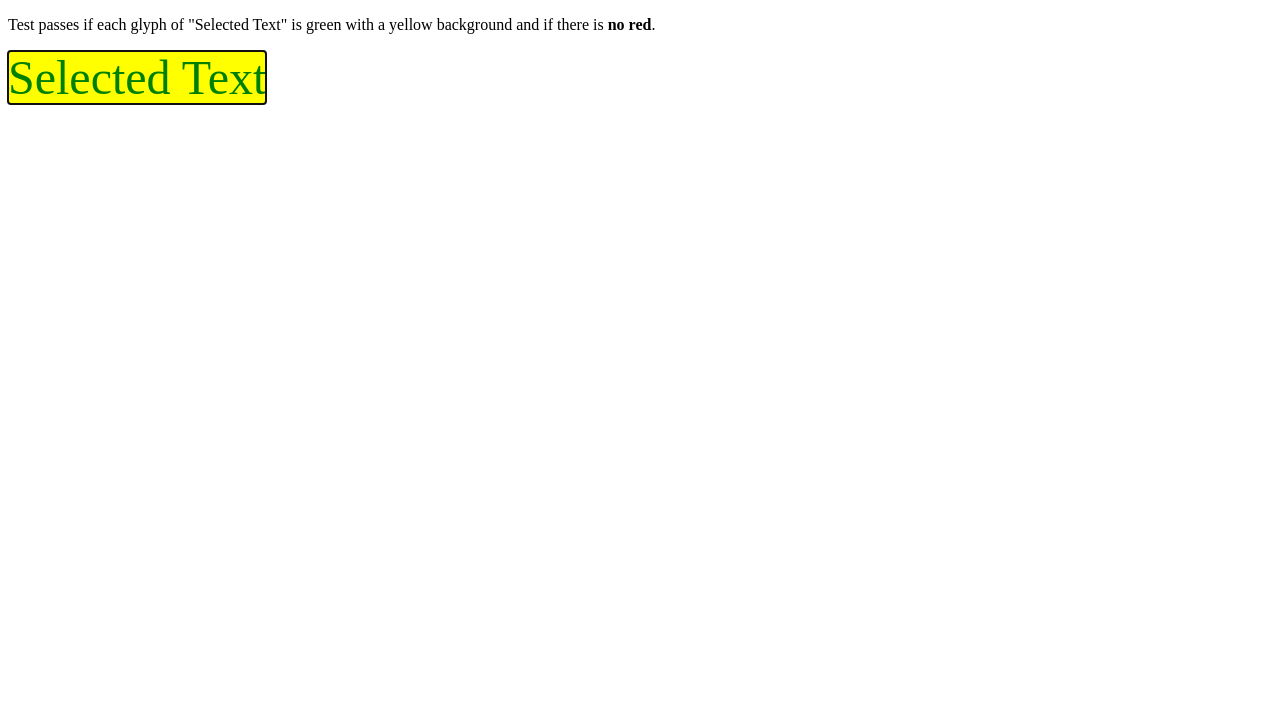 Test passes if each glyph of "Selected Text" is green with a yellow background and if there is no red.
Selected Text